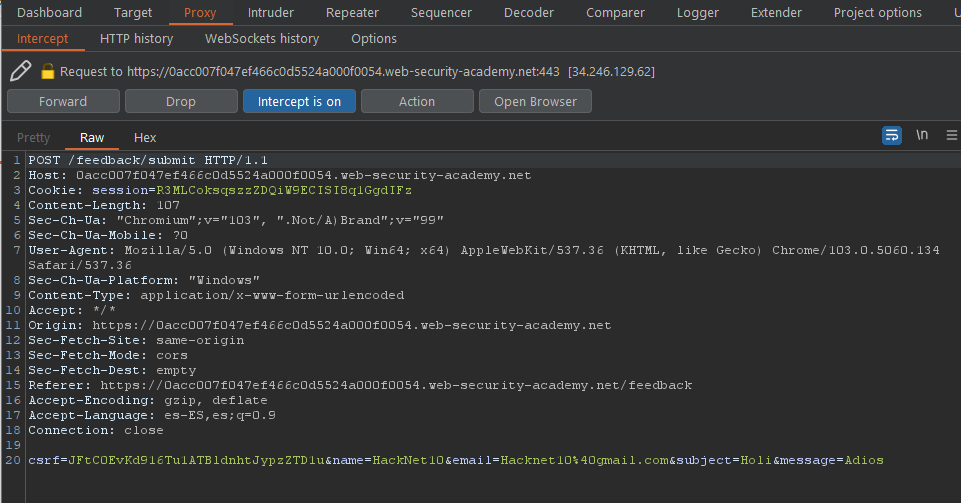 Dashboard Target Proxy Intruder Repeater Sequencer Decoder Comparer Logger Extender Project options U
Intercept HTTP history WebSockets history Options
Request to https://0acc007f047ef466c0d5524a000f0054.web-security-academy.net:443 [34.246.129.62]
Forward Drop Intercept is on Action Open Browser
Pretty Raw Hex \n
1 POST /feedback/submit HTTP/1.1
2 Host: 0acc007f047ef466c0d5524a000f0054.web-security-academy.net
3 Cookie: session=R3MLCoksqszzZDQiW9ECISI8q1GgdIFz
4 Content-Length: 107
5 Sec-Ch-Ua: "Chromium";v="103", ".Not/A)Brand";v="99"
6 Sec-Ch-Ua-Mobile: ?0
7 User-Agent: Mozilla/5.0 (Windows NT 10.0; Win64; x64) AppleWebKit/537.36 (KHTML, like Gecko) Chrome/103.0.5060.134
Safari/537.36
8 Sec-Ch-Ua-Platform: "Windows"
9 Content-Type: application/x-www-form-urlencoded
10 Accept: */*
11 Origin: https://0acc007f047ef466c0d5524a000f0054.web-security-academy.net
12 Sec-Fetch-Site: same-origin
13 Sec-Fetch-Mode: cors
14 Sec-Fetch-Dest: empty
15 Referer: https://0acc007f047ef466c0d5524a000f0054.web-security-academy.net/feedback
16 Accept-Encoding: gzip, deflate
17 Accept-Language: es-ES,es;q=0.9
18 Connection: close
19
20 csrf=JFtC0EvKd916Tu1ATBldnhtJypzZTD1u&name=HackNet10&email=Hacknet10%40gmail.com&subject=Holi&message=Adios